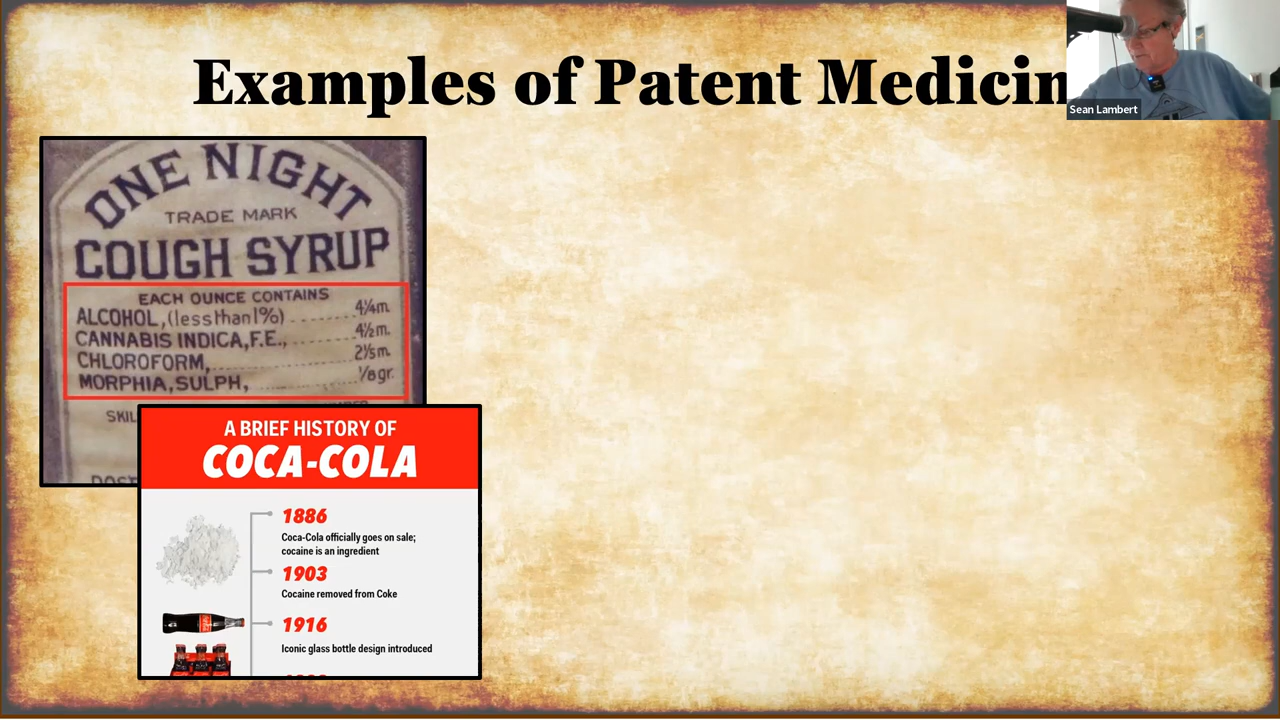 Examples of Patent Medicin
Sean Lambert
ONE NIGHT
TRADE MARK
COUGH SYRUP
EACH OUNCE CONTAINS
ALCOHOL, (less than 1%) 4¼m.
CANNABIS INDICA, F.E., 4½m.
CHLOROFORM, 2⅕m.
MORPHIA, SULPH, ⅛gr.
SKIL
A BRIEF HISTORY OF
COCA-COLA
1886
Coca-Cola officially goes on sale;
cocaine is an ingredient
1903
Cocaine removed from Coke
1916
Iconic glass bottle design introduced